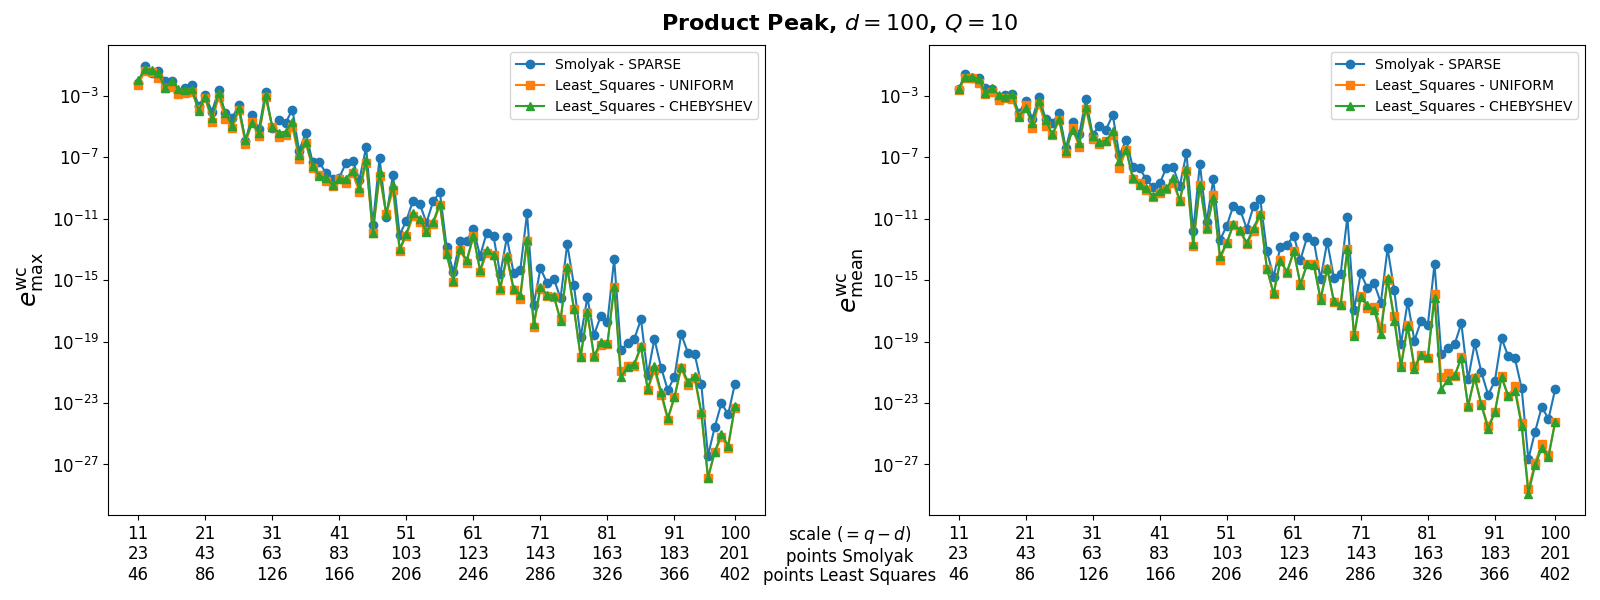 Product Peak, d = 100, Q = 10
Smolyak - SPARSE
Least_Squares - UNIFORM
Least_Squares - CHEBYSHEV
10⁻³
10⁻⁷
10⁻¹¹
10⁻¹⁵
10⁻¹⁹
10⁻²³
10⁻²⁷
e^wc_max
11 21 31 41 51 61 71 81 91 100
23 43 63 83 103 123 143 163 183 201
46 86 126 166 206 246 286 326 366 402
scale (= q − d)
points Smolyak
points Least Squares
Smolyak - SPARSE
Least_Squares - UNIFORM
Least_Squares - CHEBYSHEV
10⁻³
10⁻⁷
10⁻¹¹
10⁻¹⁵
10⁻¹⁹
10⁻²³
10⁻²⁷
e^wc_mean
11 21 31 41 51 61 71 81 91 100
23 43 63 83 103 123 143 163 183 201
46 86 126 166 206 246 286 326 366 402